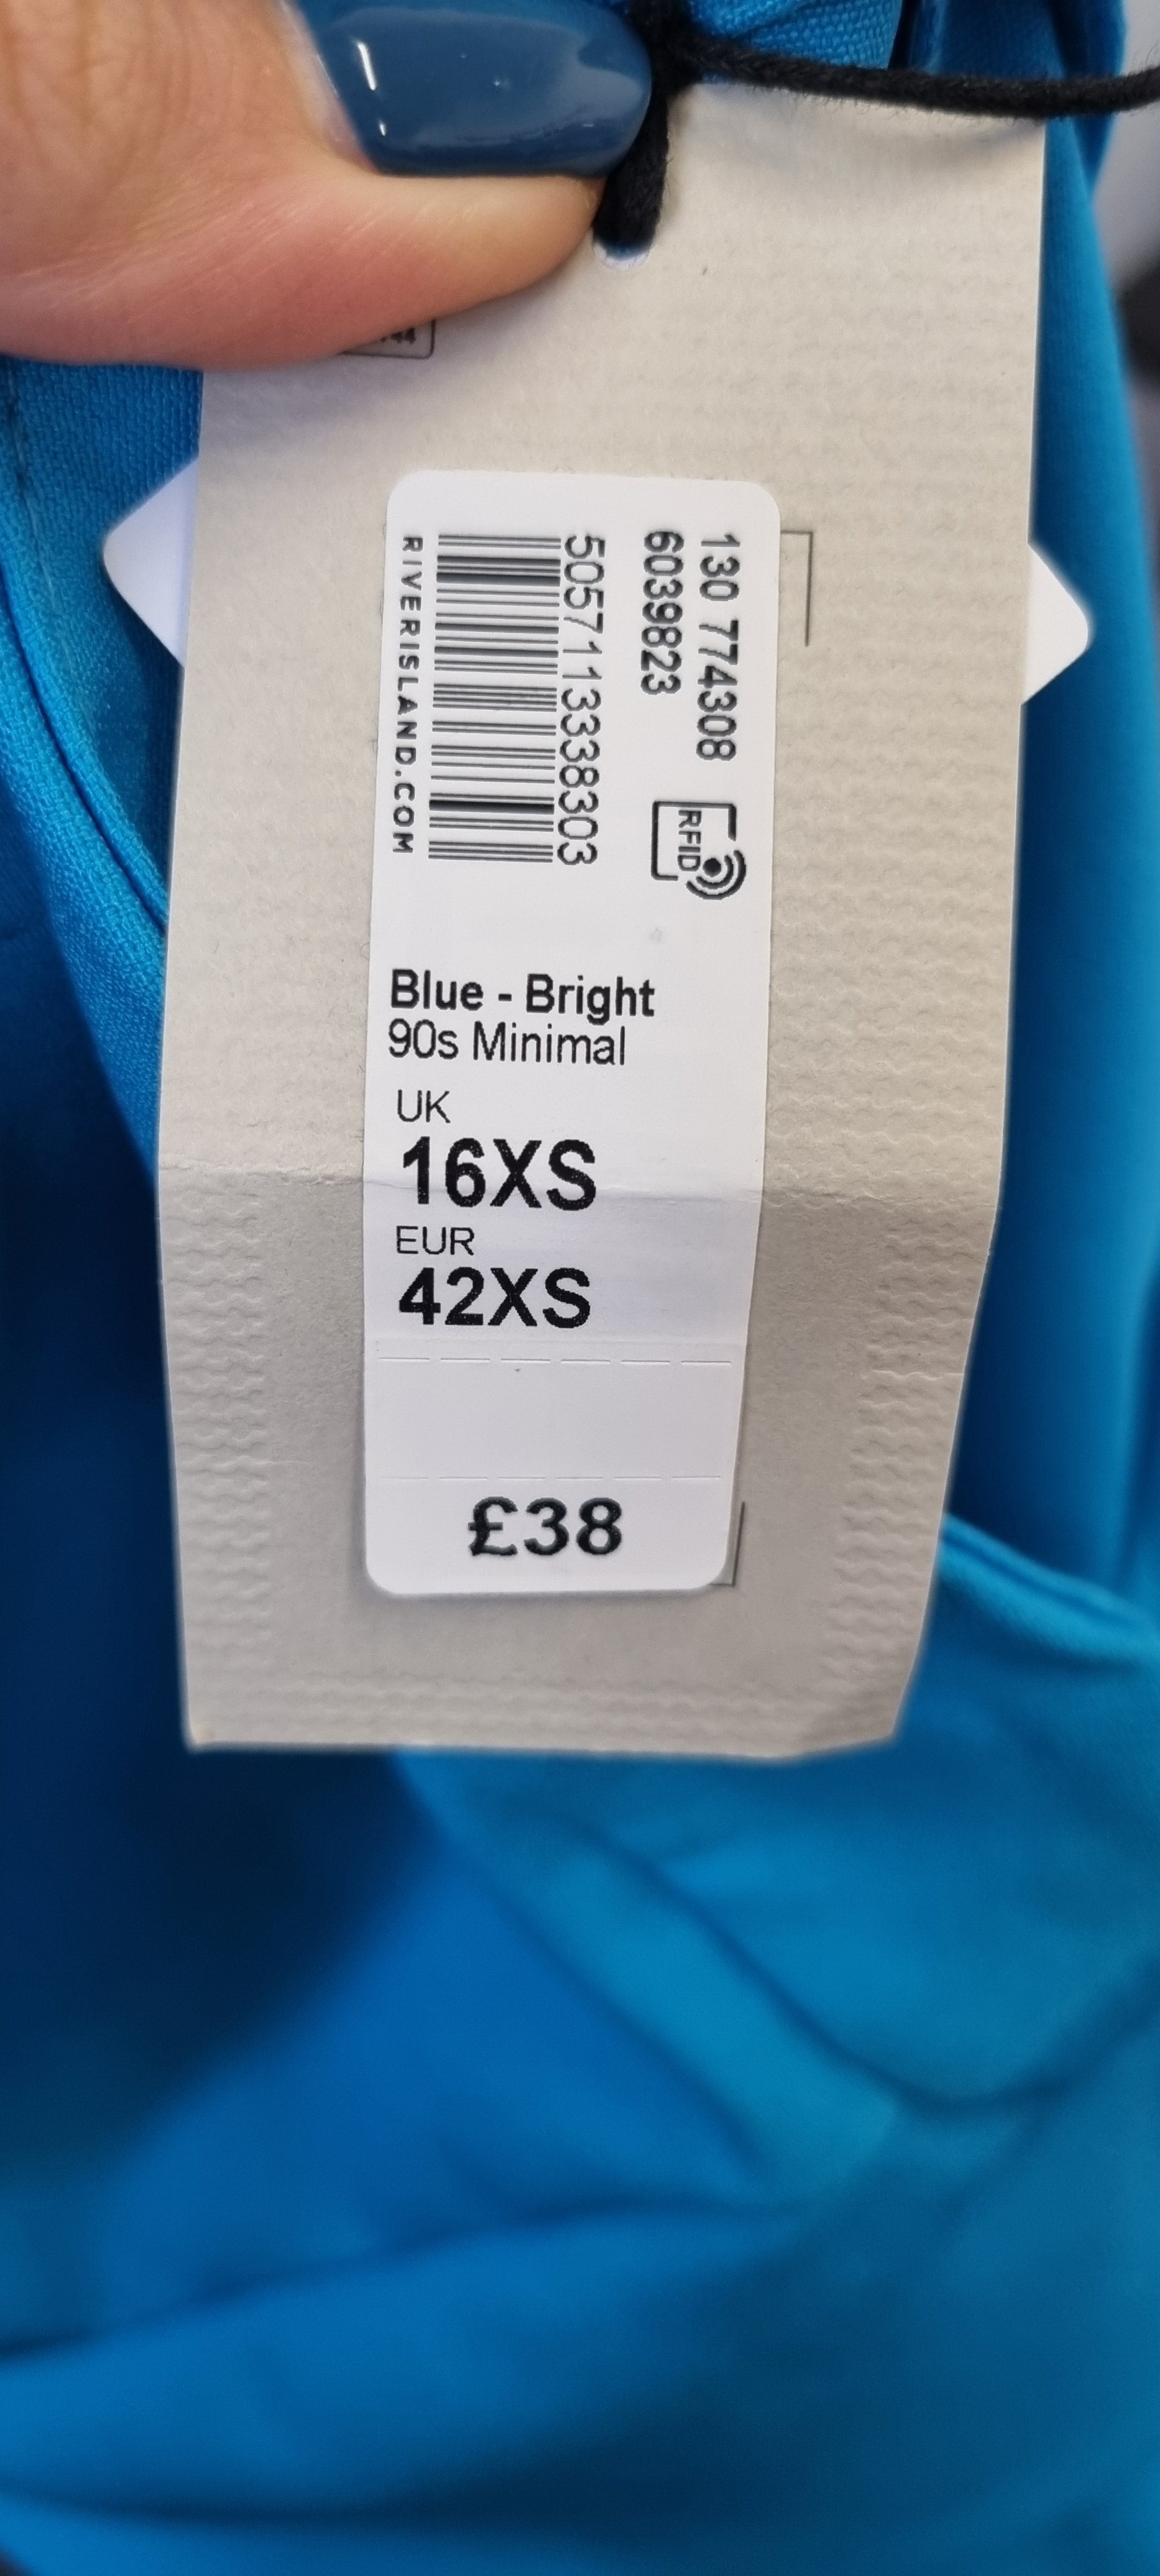 130 774308
6039823
5057113338303
RIVERISLAND.COM
RFID
Blue - Bright
90s Minimal
UK
16XS
EUR
42XS
£38